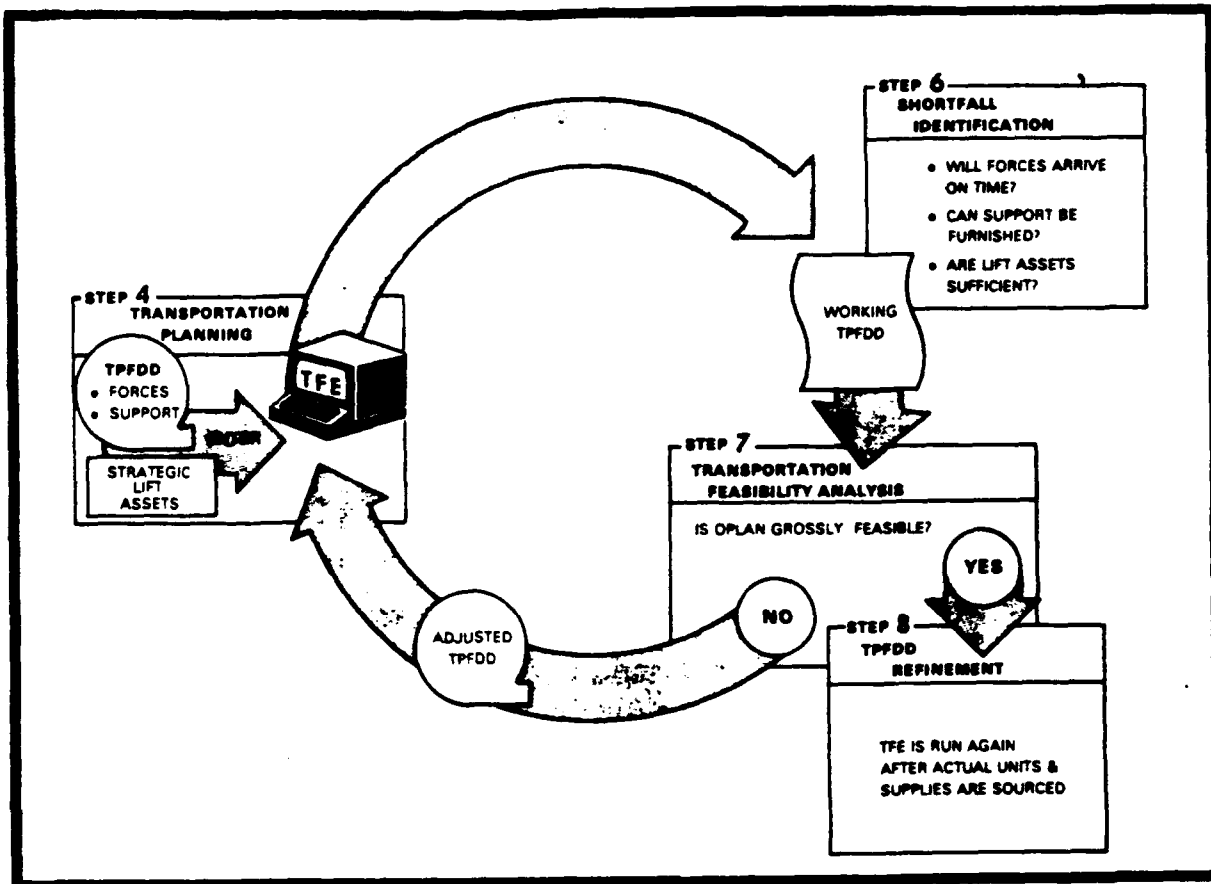 STEP 4
TRANSPORTATION
PLANNING
TPFDD
• FORCES
• SUPPORT
STRATEGIC
LIFT
ASSETS
TFE
STEP 6
SHORTFALL
IDENTIFICATION
• WILL FORCES ARRIVE
ON TIME?
• CAN SUPPORT BE
FURNISHED?
• ARE LIFT ASSETS
SUFFICIENT?
WORKING
TPFDD
STEP 7
TRANSPORTATION
FEASIBILITY ANALYSIS
IS OPLAN GROSSLY FEASIBLE?
YES
NO
ADJUSTED
TPFDD
STEP 8
TPFDD
REFINEMENT
TFE IS RUN AGAIN
AFTER ACTUAL UNITS &
SUPPLIES ARE SOURCED